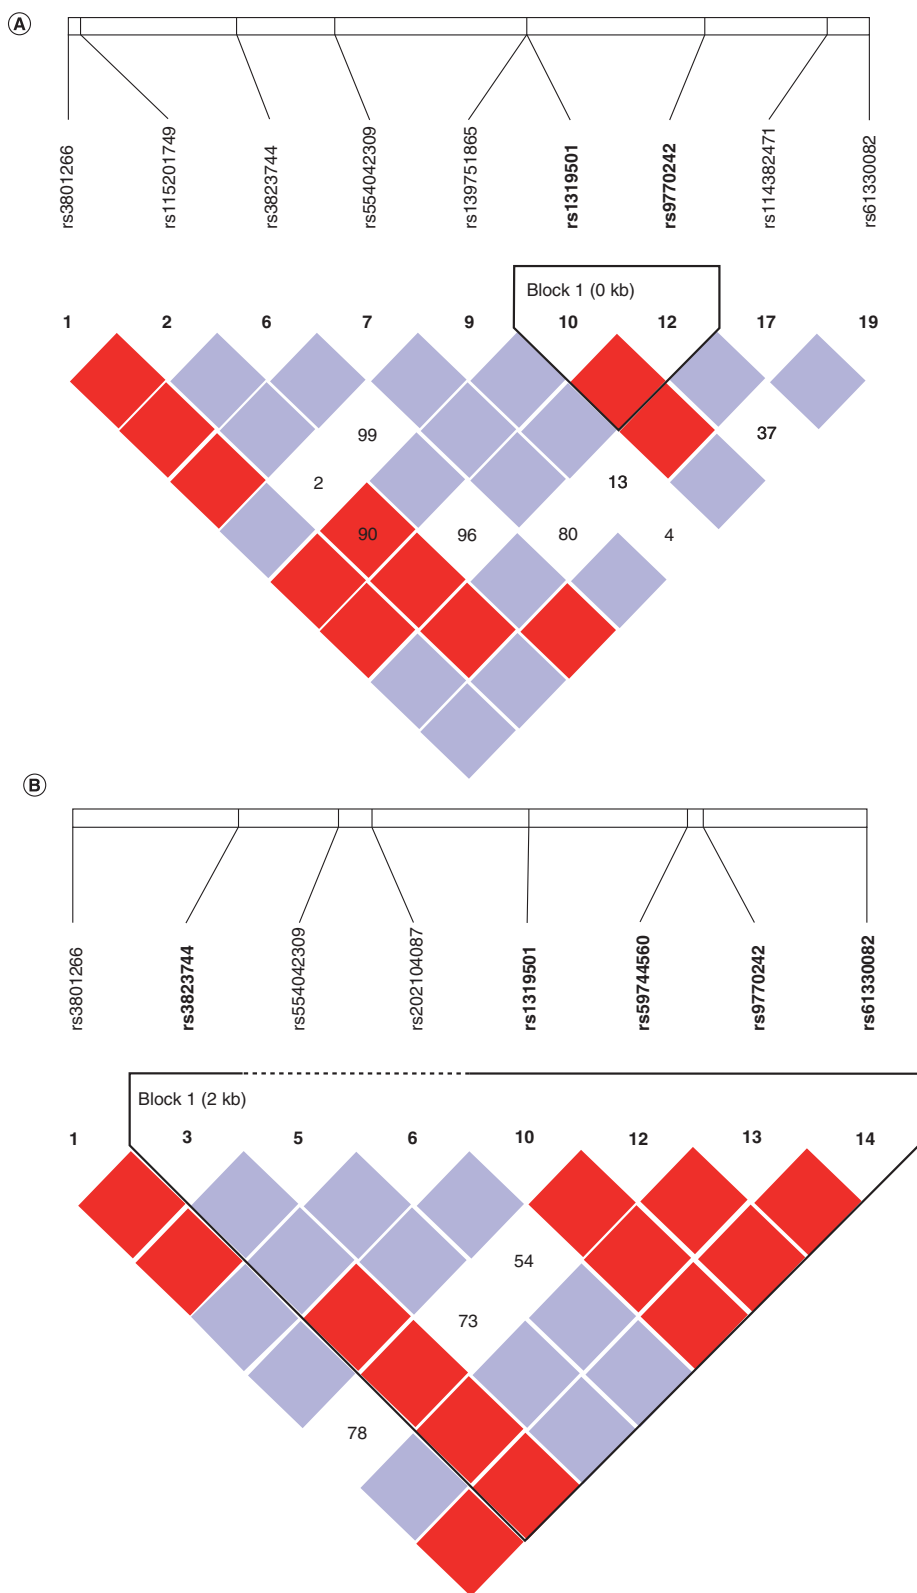 A
rs3801266
rs115201749
rs3823744
rs554042309
rs139751865
rs1319501
rs9770242
rs114382471
rs61330082
Block 1 (0 kb)
1 2 6 7 9 10 12 17 19
99 37
2 13
90 96 80 4
B
rs3801266
rs3823744
rs554042309
rs202104087
rs1319501
rs59744560
rs9770242
rs61330082
Block 1 (2 kb)
1 3 5 6 10 12 13 14
54
73
78